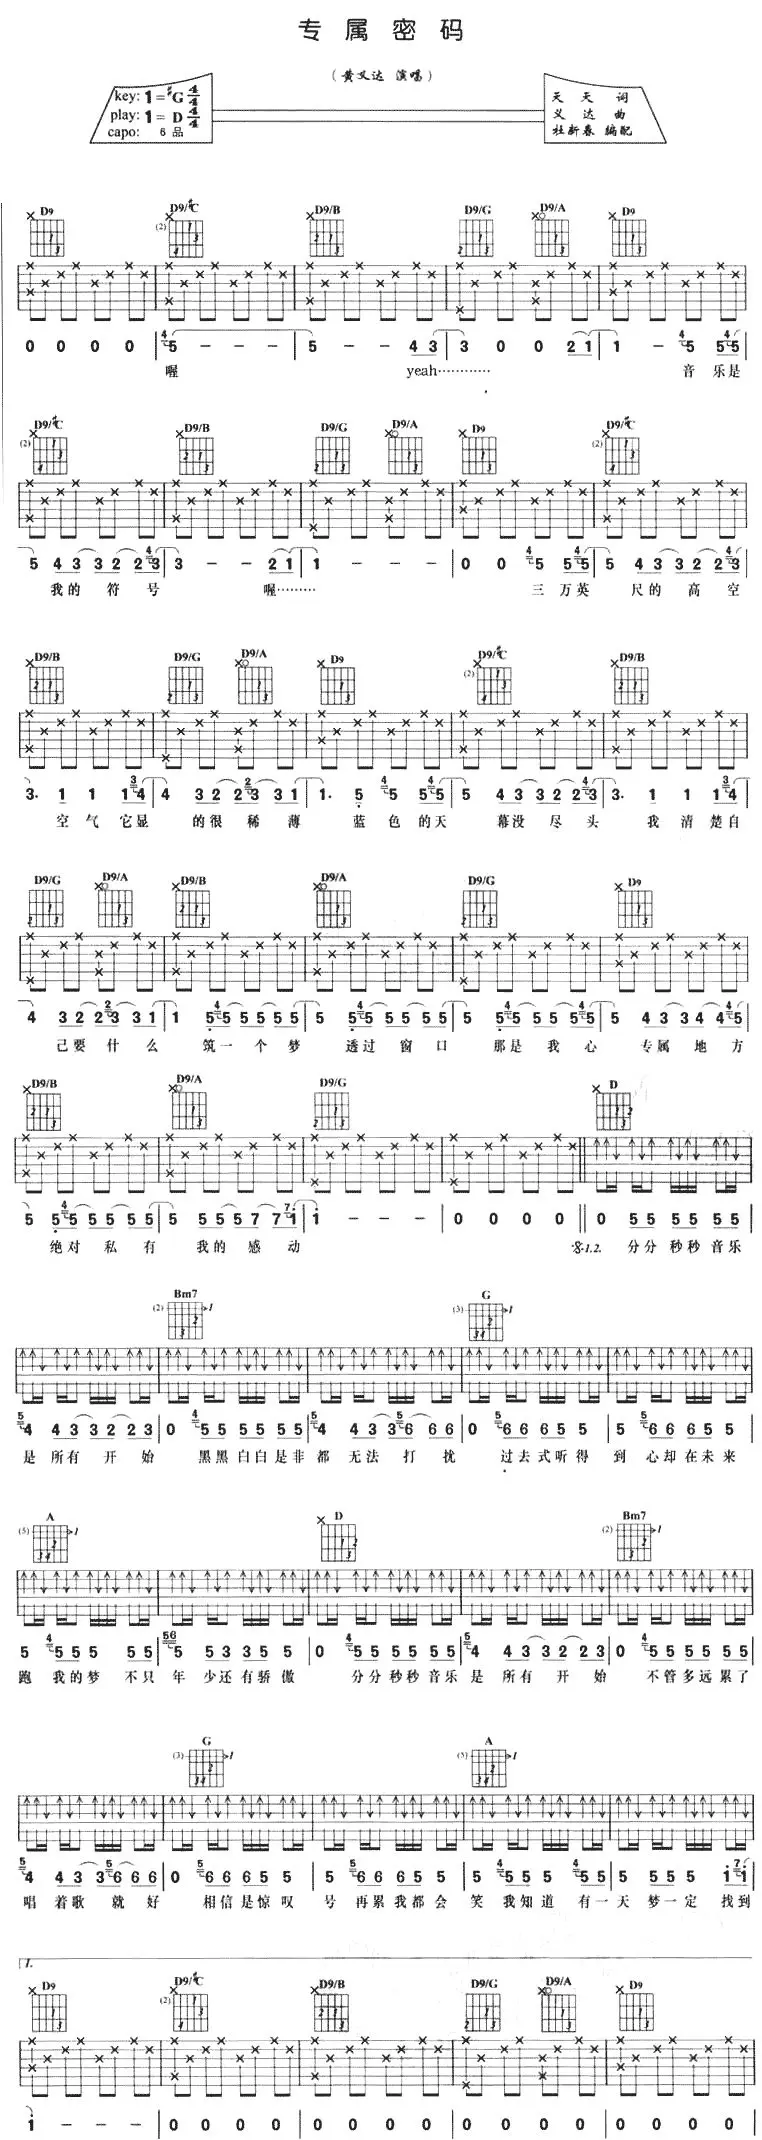 专属密码
（黄义达 演唱）
key: 1=#G 4/4
play: 1=D 4/4
capo: 6品
天天 词
义达 曲
杜新春 编配
D9 D9/#C D9/B D9/G D9/A D9
(2)
0 0 0 0 5 - - - 5 - - 4 3 3 0 0 2 1 1 - 5 5 5
喔 yeah………… 音 乐是
D9/#C D9/B D9/G D9/A D9 D9/#C
(2) (2)
5 4 3 3 2 2 3 3 - - 2 1 1 - - - 0 0 5 5 5 5 4 3 3 2 2 3
我的 符 号 喔……… 三 万英 尺的 高 空
D9/B D9/G D9/A D9 D9/#C D9/B
(2)
3. 1 1 1 4 4 3 2 2 3 3 1 1. 5 5 5 5 5 4 3 3 2 2 3 3. 1 1 1 4
空 气 它显 的很 稀 薄 蓝 色 的天 幕没 尽 头 我 清 楚自
D9/G D9/A D9/B D9/A D9/G D9
4 3 2 2 3 3 1 1 5 5 5 5 5 5 5 5 5 5 5 5 5 5 5 5 5 5 5 5 4 3 3 4 4 5
己要 什 么 筑一 个 梦 透过 窗 口 那是 我 心 专属 地 方
D9/B D9/A D9/G D
5 5 5 5 5 5 5 5 5 5 5 7 7 1 1 - - - 0 0 0 0 0 5 5 5 5 5 5
绝对 私 有 我的 感 动 𝄋1.2. 分分 秒秒 音乐
Bm7 G
(2) 1 (3)
4 4 3 3 2 2 3 0 5 5 5 5 5 5 4 4 3 3 6 6 6 0 6 6 6 5 5 5 6 6 6 5 5
是 所有 开 始 黑黑白白是非 都 无法 打 扰 过去式听得 到 心却在未来
A D Bm7
(5) 1 (2) 1
5 5 5 5 5 5 5 5 3 3 5 5 0 5 5 5 5 5 5 4 4 3 3 2 2 3 0 5 5 5 5 5 5
跑 我的梦 不只 年 少还有骄傲 分分 秒秒音乐 是 所有 开 始 不管多远累了
G A
(3) 1 (5) 1
4 4 3 3 6 6 6 0 6 6 6 5 5 5 6 6 6 5 5 5 5 5 5 5 5 5 5 5 5 1 1
唱 着歌 就 好 相信是惊叹 号 再累我都会 笑 我知道 有一 天 梦一定 找到
1.
D9 D9/#C D9/B D9/G D9/A D9
(2)
1 - - - 0 0 0 0 0 0 0 0 0 0 0 0 0 0 0 0